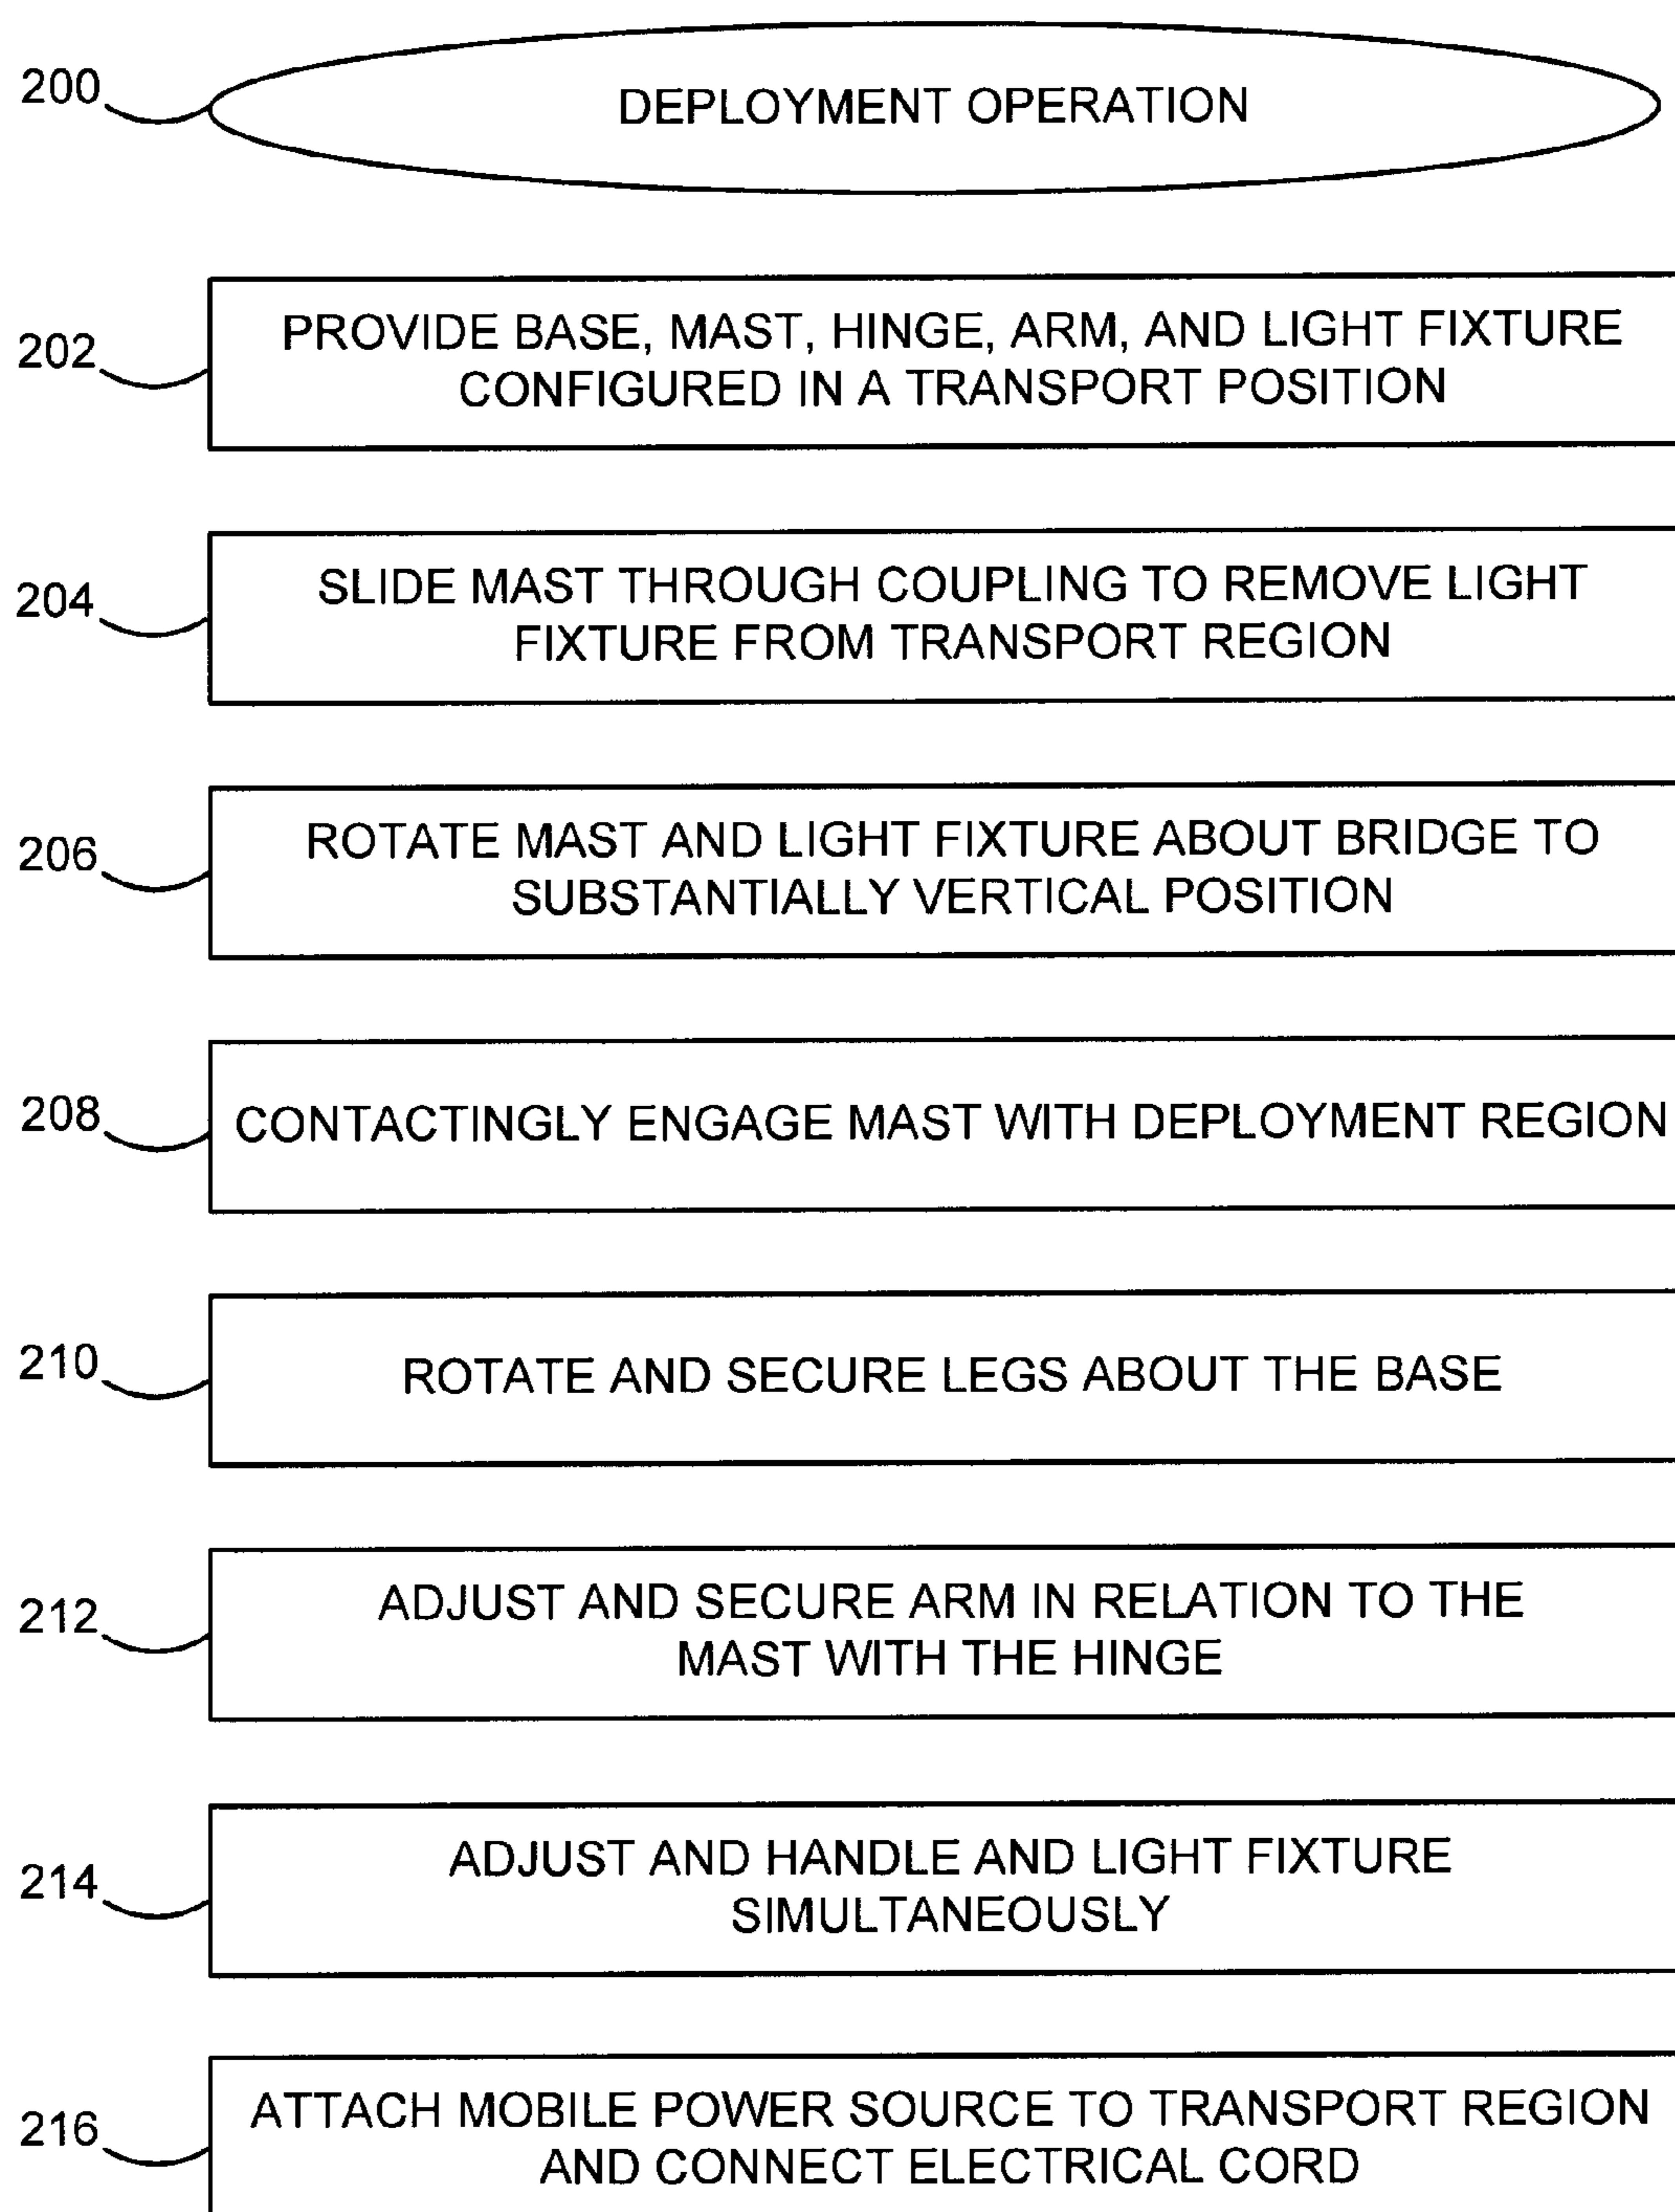 200
DEPLOYMENT OPERATION
202
PROVIDE BASE, MAST, HINGE, ARM, AND LIGHT FIXTURE
CONFIGURED IN A TRANSPORT POSITION
204
SLIDE MAST THROUGH COUPLING TO REMOVE LIGHT
FIXTURE FROM TRANSPORT REGION
206
ROTATE MAST AND LIGHT FIXTURE ABOUT BRIDGE TO
SUBSTANTIALLY VERTICAL POSITION
208
CONTACTINGLY ENGAGE MAST WITH DEPLOYMENT REGION
210
ROTATE AND SECURE LEGS ABOUT THE BASE
212
ADJUST AND SECURE ARM IN RELATION TO THE
MAST WITH THE HINGE
214
ADJUST AND HANDLE AND LIGHT FIXTURE
SIMULTANEOUSLY
216
ATTACH MOBILE POWER SOURCE TO TRANSPORT REGION
AND CONNECT ELECTRICAL CORD